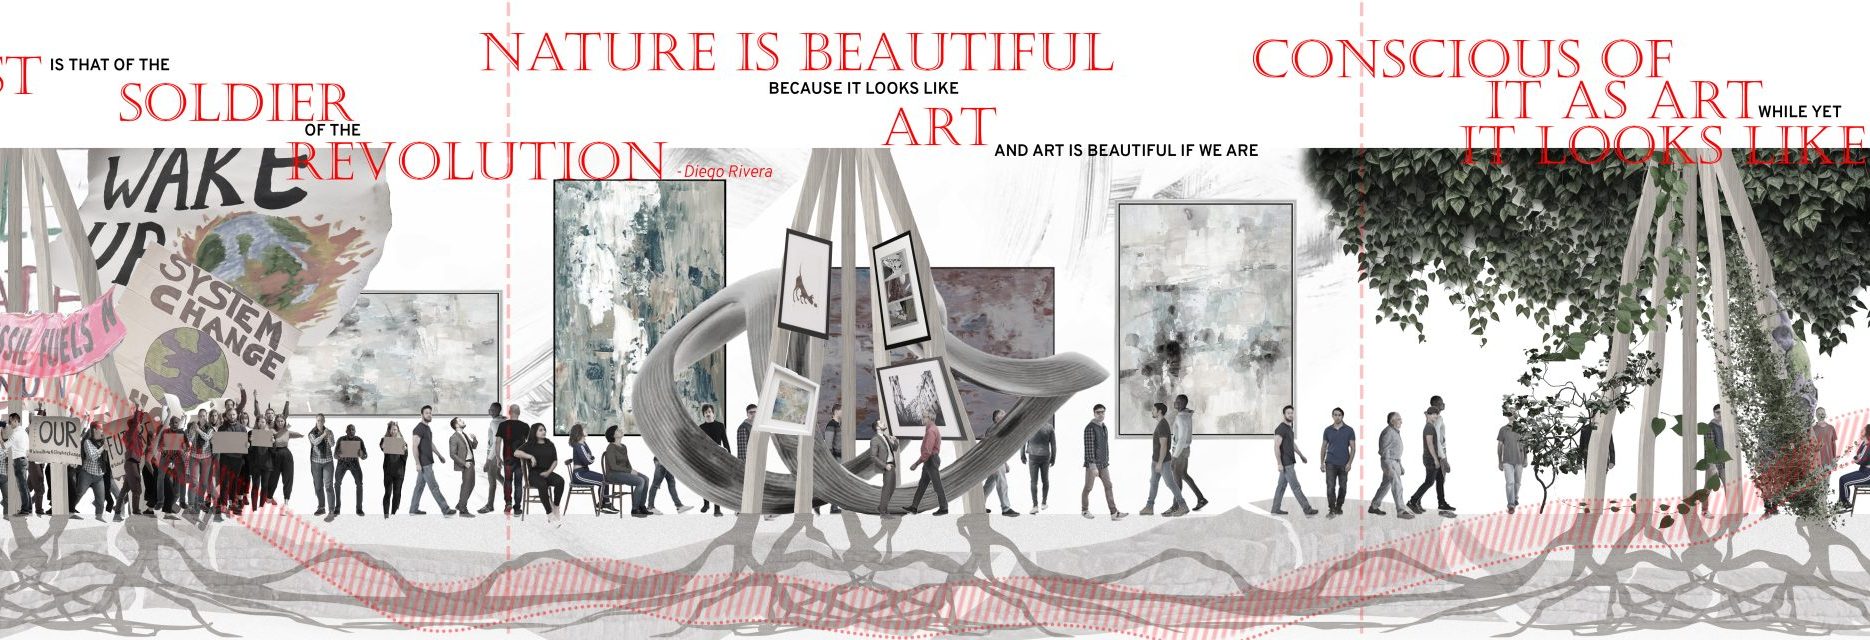 ST IS THAT OF THE
SOLDIER
OF THE
REVOLUTION
- Diego Rivera
NATURE IS BEAUTIFUL
BECAUSE IT LOOKS LIKE
ART
AND ART IS BEAUTIFUL IF WE ARE
CONSCIOUS OF
IT AS ART WHILE YET
IT LOOKS LIKE
WAKE
UP
SYSTEM
CHANGE
FUELS N
OUR